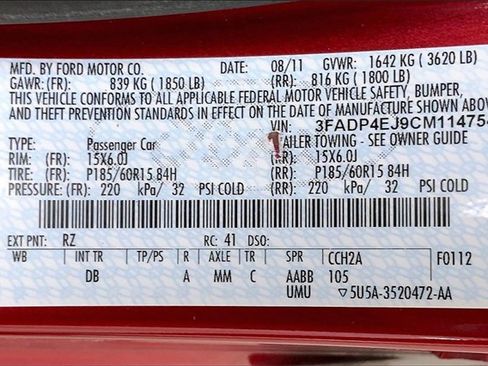 MFD. BY FORD MOTOR CO. DATE: 08/11 GVWR: 1642 KG ( 3620 LB)
GAWR: (FR): 839 KG ( 1850 LB) (RR): 816 KG ( 1800 LB)
THIS VEHICLE CONFORMS TO ALL APPLICABLE FEDERAL MOTOR VEHICLE SAFETY, BUMPER,
AND THEFT PREVENTION STANDARDS IN EFFECT ON THE DATE OF MANUFACTURE SHOWN ABOVE.
VIN: 3FADP4EJ9CM114754
TYPE: Passenger Car TRAILER TOWING - SEE OWNER GUIDE
RIM: (FR): 15X6.0J (RR): 15X6.0J
TIRE: (FR): P185/60R15 84H (RR): P185/60R15 84H
PRESSURE: (FR): 220 kPa/ 32 PSI COLD (RR): 220 kPa/ 32 PSI COLD
EXT PNT: RZ RC: 41 DSO:
WB INT TR TP/PS R AXLE TR SPR CCH2A F0112
DB A MM C AABB 105
UMU ▽5U5A-3520472-AA